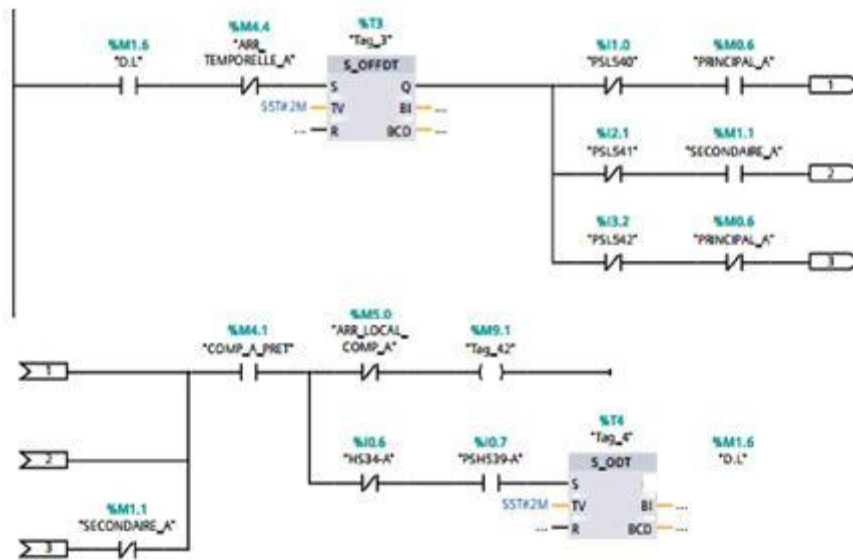 %M1.6
"D.L"
%M4.4
"ARR_
TEMPORELLE_A"
%T3
"Tag_3"
S_OFFDT
S Q
S5T#2M TV BI ...
... R BCD ...
%I1.0
"PSL540"
%M0.6
"PRINCIPAL_A"
1
%I2.1
"PSL541"
%M1.1
"SECONDAIRE_A"
2
%I3.2
"PSL542"
%M0.6
"PRINCIPAL_A"
3
1
%M4.1
"COMP_A_PRET"
%M5.0
"ARR_LOCAL_
COMP_A"
%M9.1
"Tag_42"
2
%I0.6
"HS34-A"
%I0.7
"PSH539-A"
%T4
"Tag_4"
S_ODT
S
S5T#2M TV BI ...
... R BCD ...
%M1.6
"D.L"
%M1.1
"SECONDAIRE_A"
3